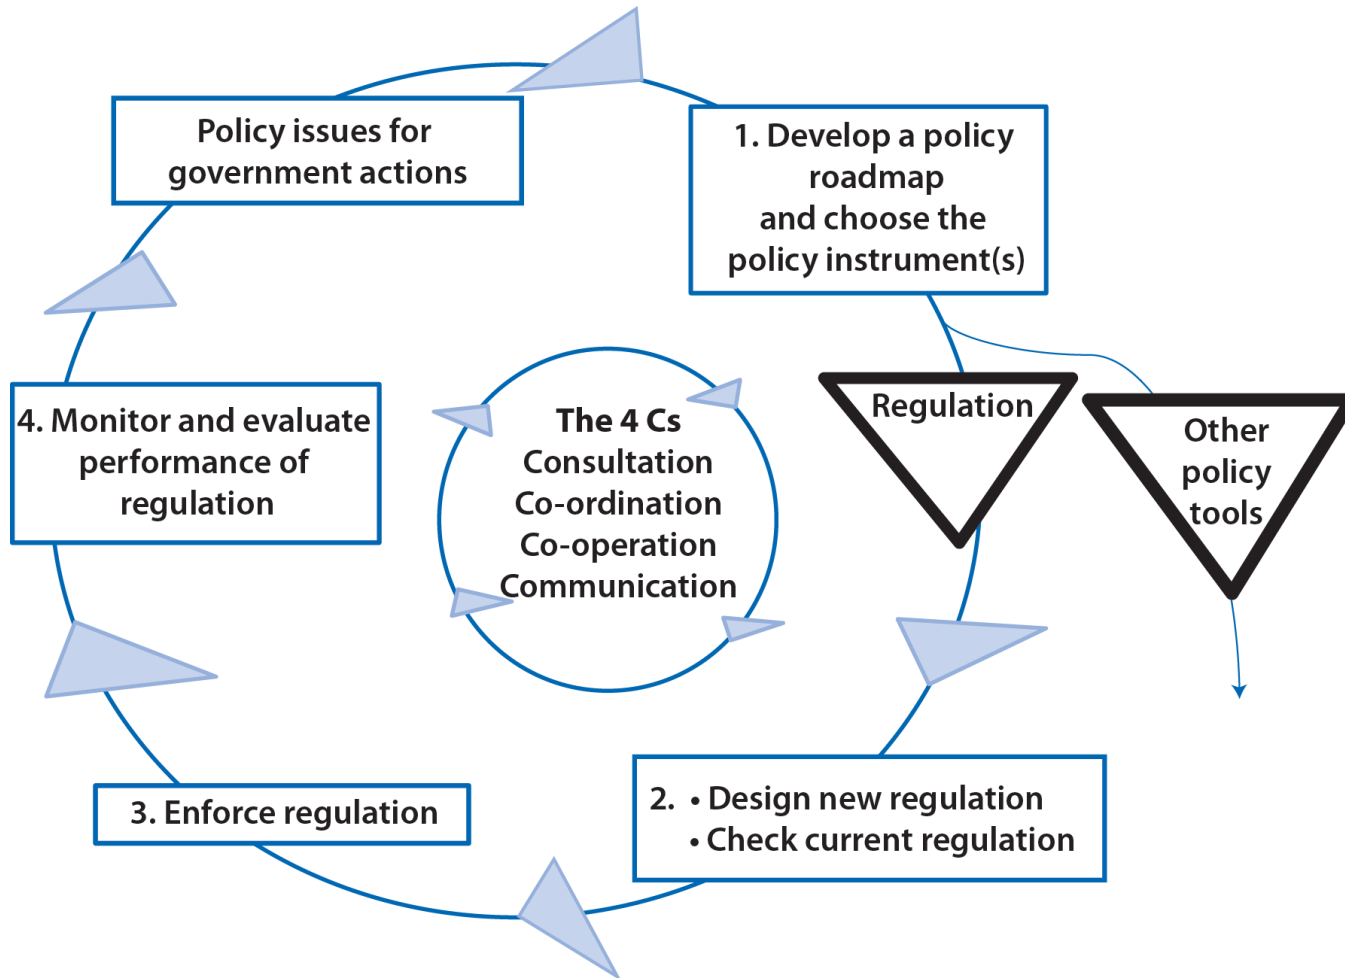 Policy issues for
government actions
1. Develop a policy
roadmap
and choose the
policy instrument(s)
Regulation
Other
policy
tools
2. • Design new regulation
• Check current regulation
3. Enforce regulation
4. Monitor and evaluate
performance of
regulation
The 4 Cs
Consultation
Co-ordination
Co-operation
Communication